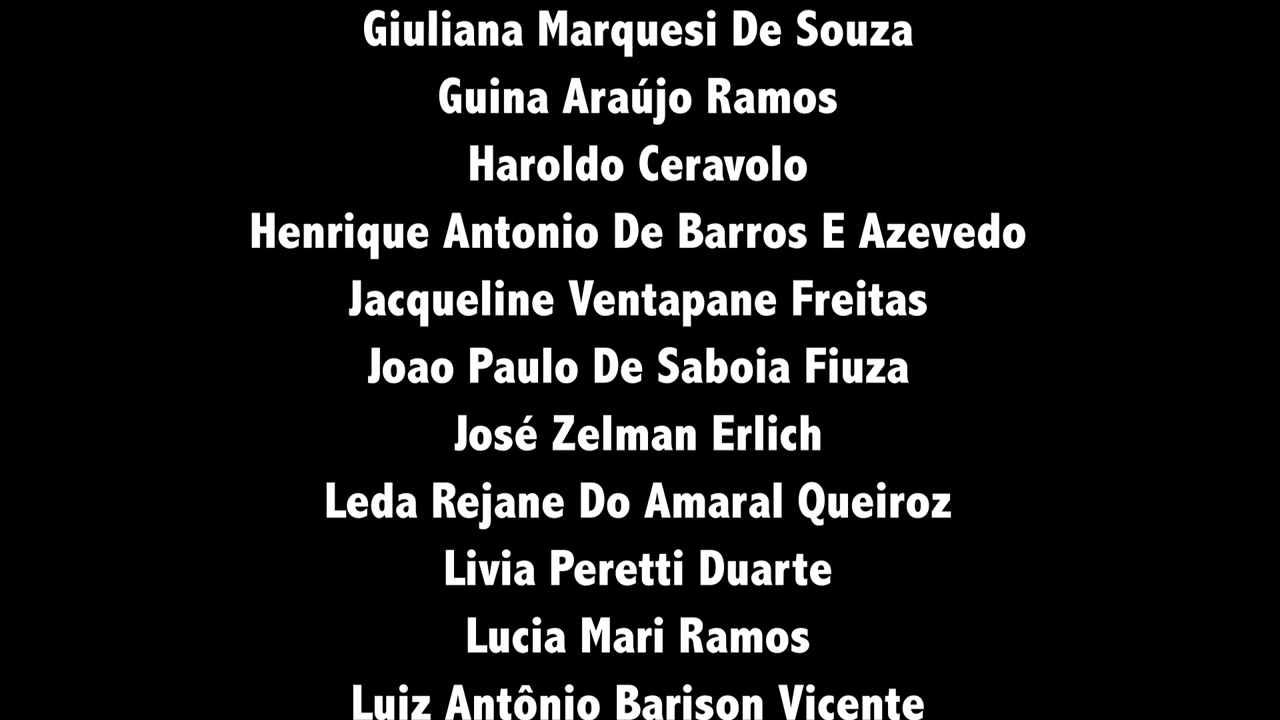 Giuliana Marquesi De Souza
Guina Araújo Ramos
Haroldo Ceravolo
Henrique Antonio De Barros E Azevedo
Jacqueline Ventapane Freitas
Joao Paulo De Saboia Fiuza
José Zelman Erlich
Leda Rejane Do Amaral Queiroz
Livia Peretti Duarte
Lucia Mari Ramos
Luiz Antônio Barison Vicente